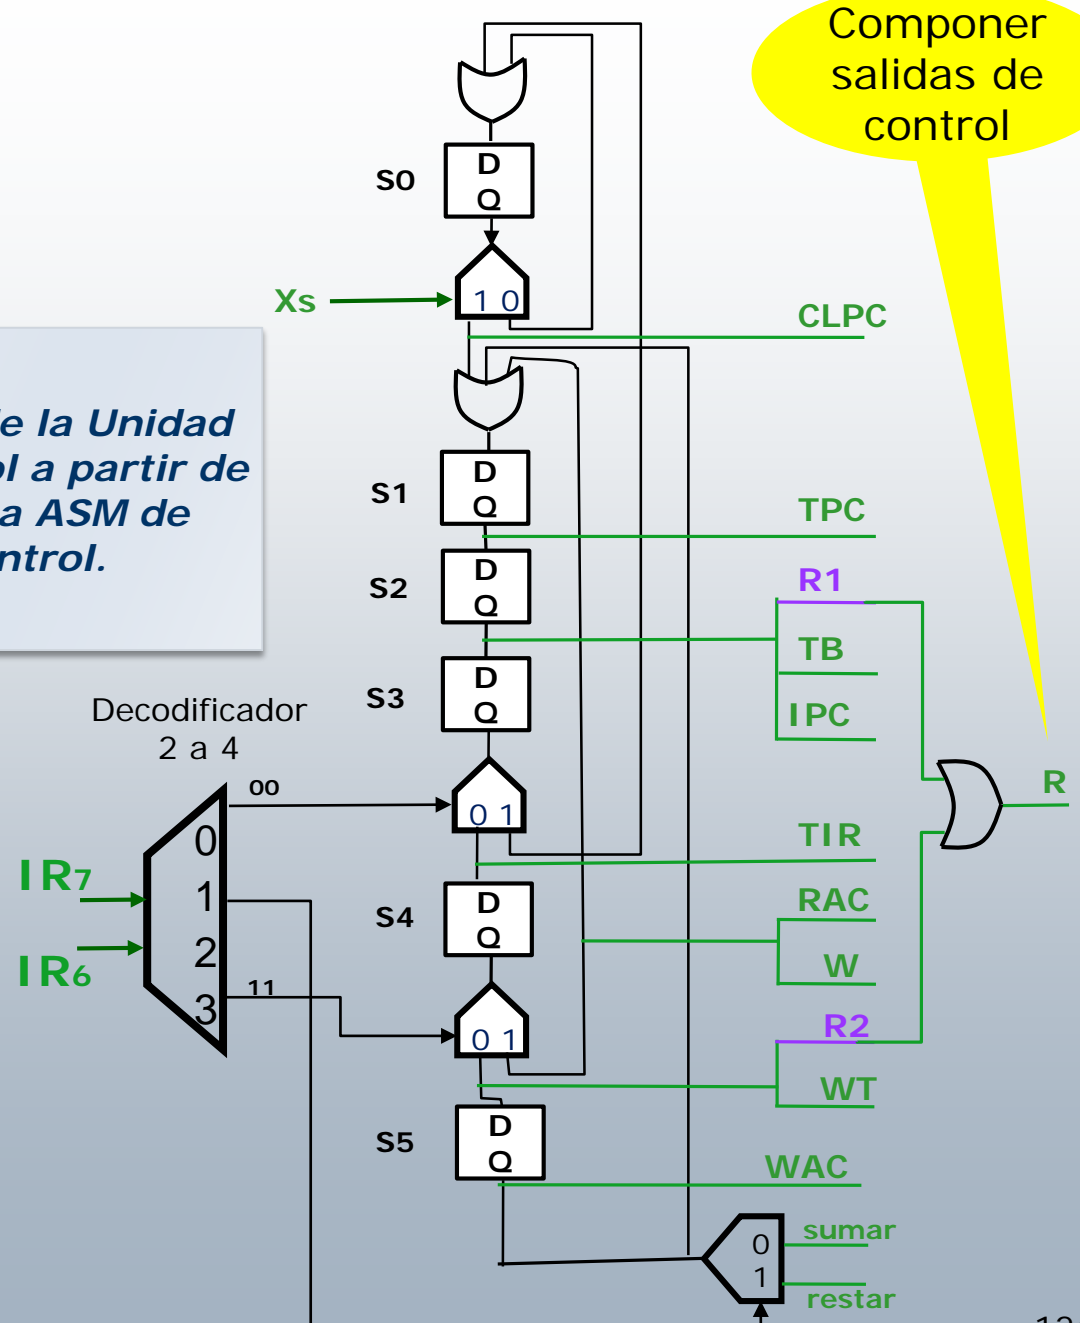 Componer
salidas de
control
S0
D
Q
Xs
1 0
CLPC
la Unidad
a partir de
ASM de
S1
D
Q
TPC
S2
D
Q
R1
TB
IPC
S3
D
Q
Decodificador
2 a 4
00
0 1
R
0
1
2
3
IR7
IR6
TIR
S4
D
Q
RAC
W
11
0 1
R2
WT
S5
D
Q
WAC
0
1
sumar
restar